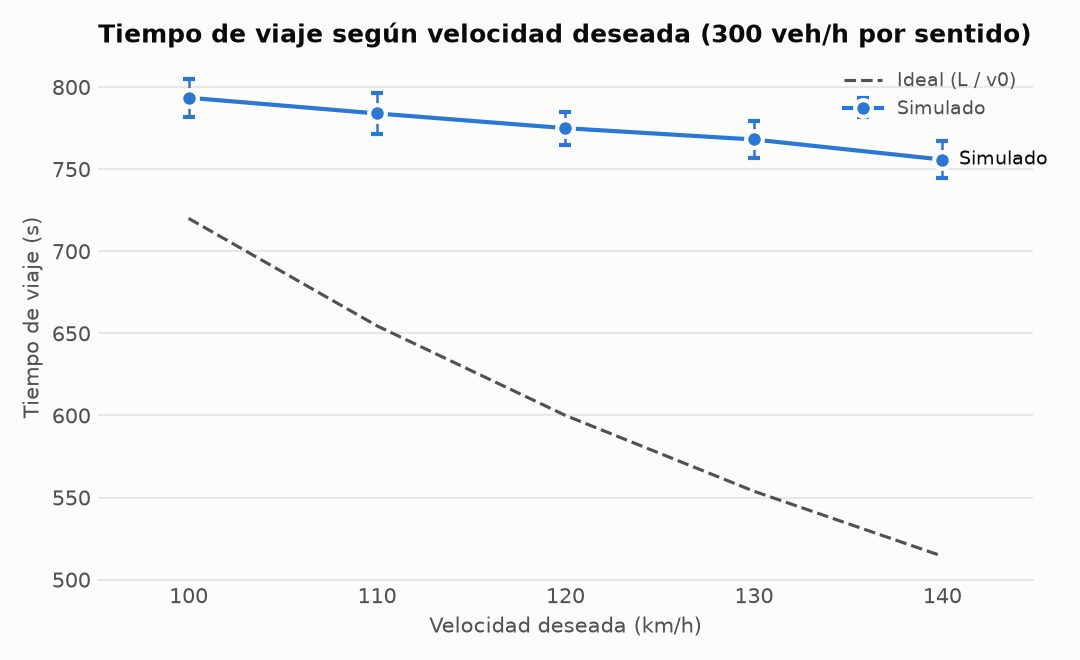 Tiempo de viaje según velocidad deseada (300 veh/h por sentido)
Ideal (L / v0)
Simulado
Simulado
Tiempo de viaje (s)
800
750
700
650
600
550
500
100 110 120 130 140
Velocidad deseada (km/h)